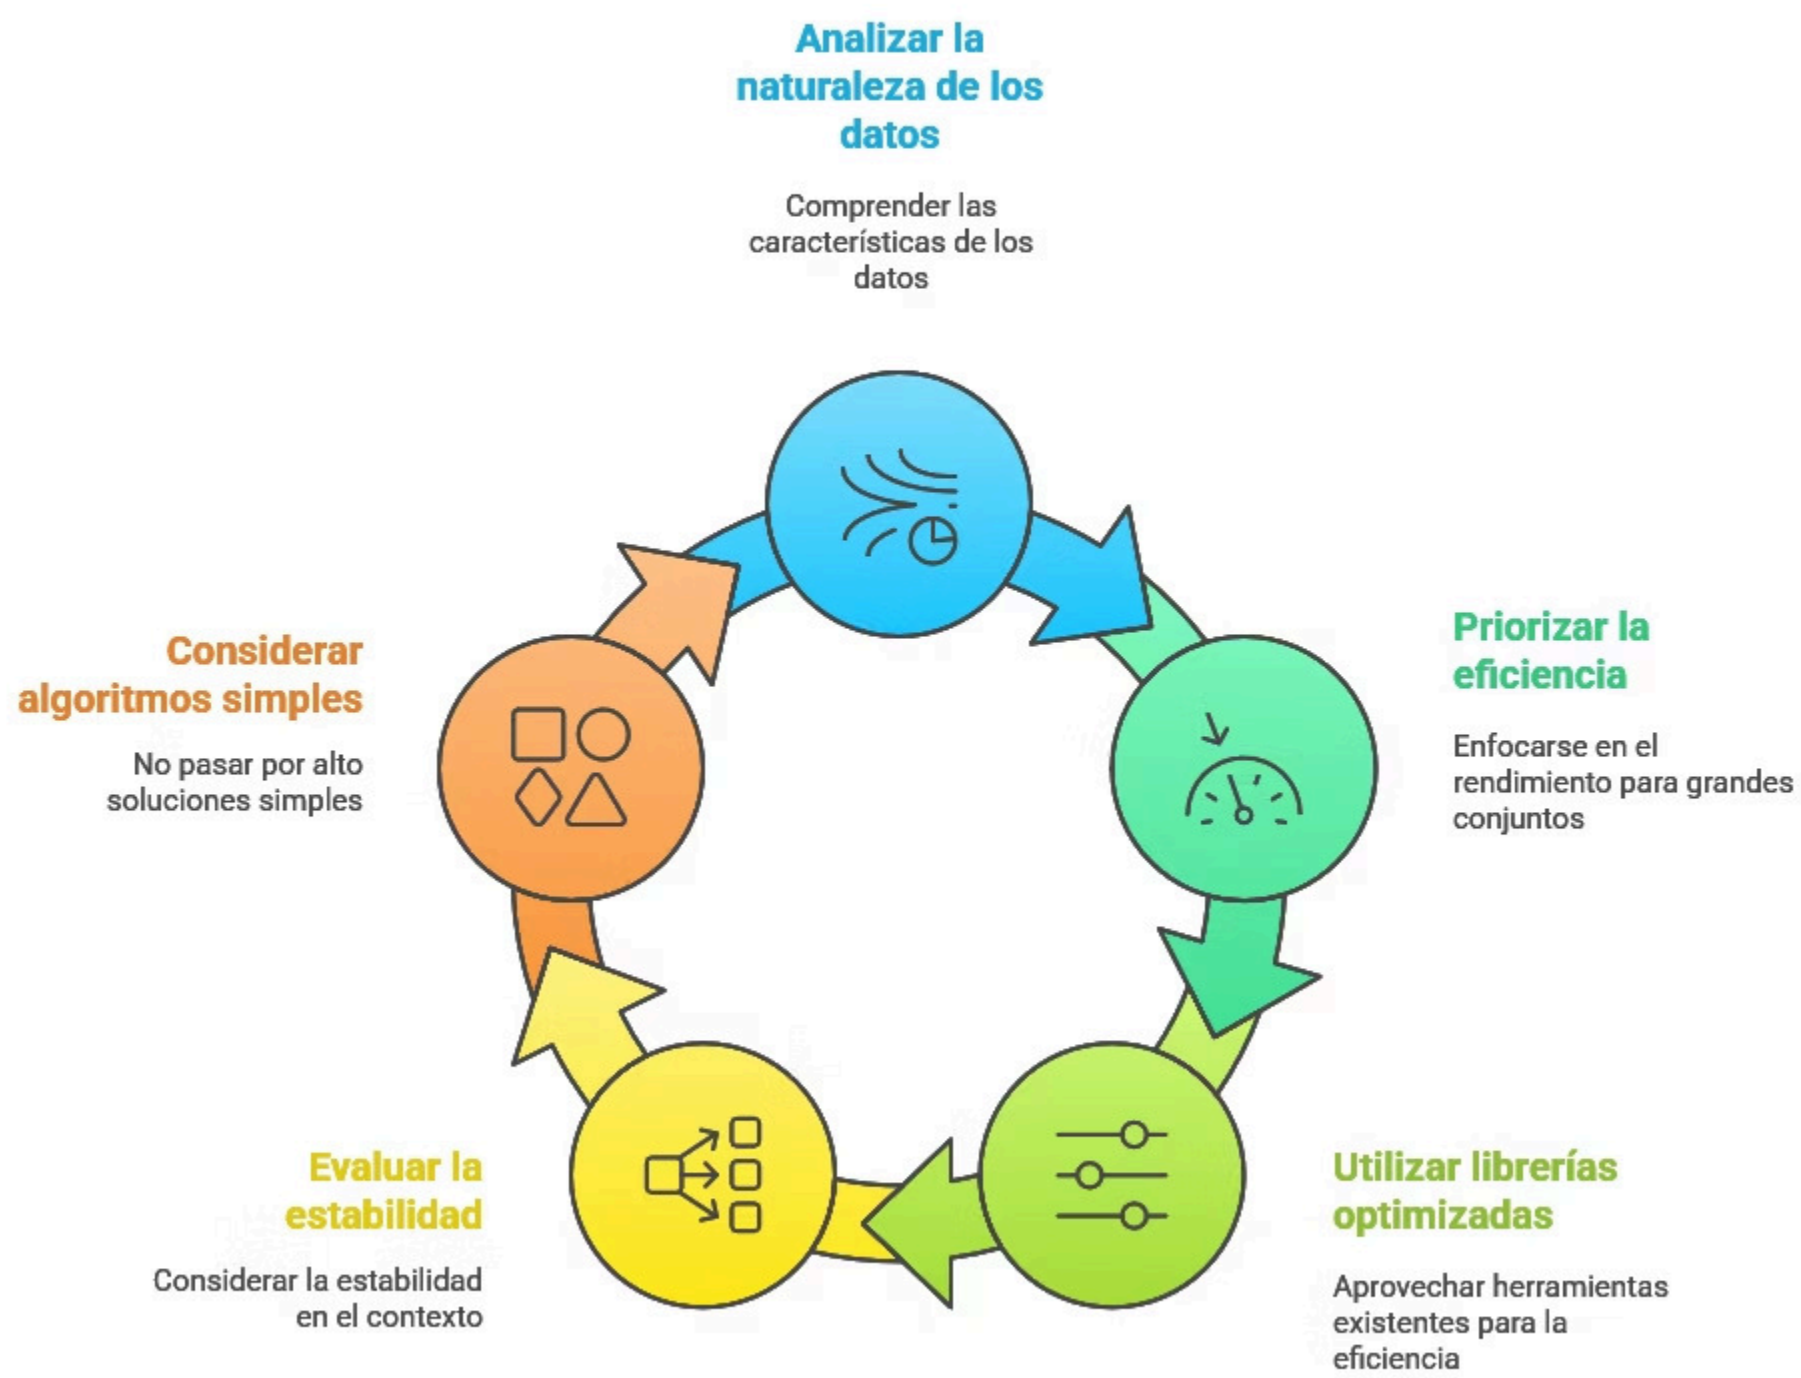 Analizar la
naturaleza de los
datos
Comprender las
características de los
datos
Priorizar la
eficiencia
Enfocarse en el
rendimiento para grandes
conjuntos
Utilizar librerías
optimizadas
Aprovechar herramientas
existentes para la
eficiencia
Evaluar la
estabilidad
Considerar la estabilidad
en el contexto
Considerar
algoritmos simples
No pasar por alto
soluciones simples